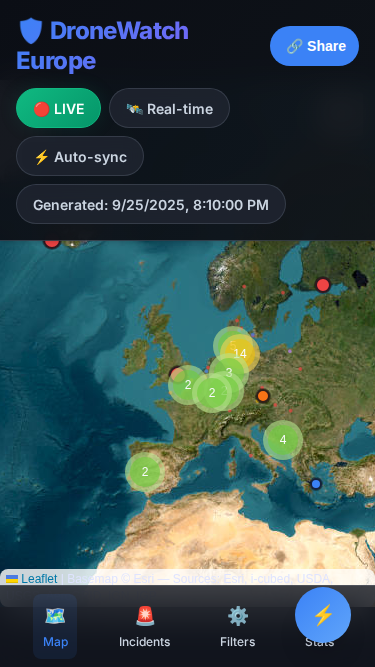 DroneWatch
Europe
Share
LIVE
Real-time
Auto-sync
Generated: 9/25/2025, 8:10:00 PM
5
14
3
2
2
4
2
Leaflet | Basemap © Esri — Sources: Esri, i-cubed, USDA,
Map
Incidents
Filters
Stats